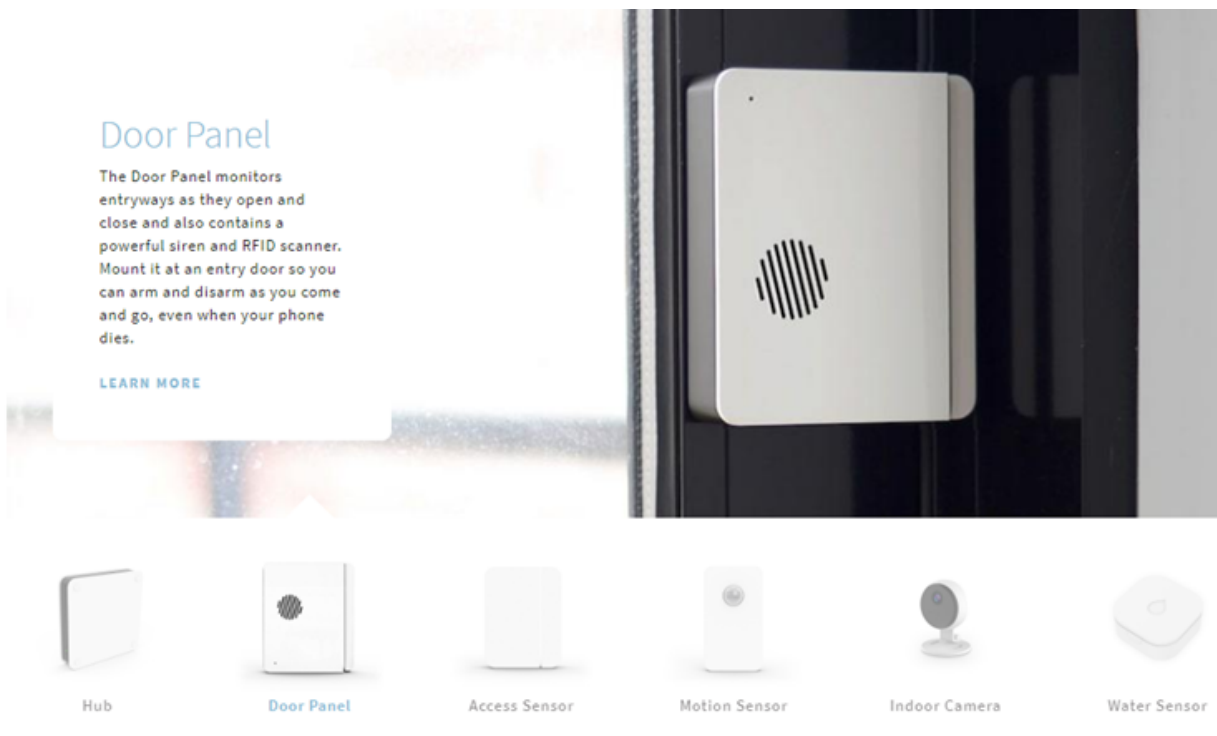 Door Panel
The Door Panel monitors
entryways as they open and
close and also contains a
powerful siren and RFID scanner.
Mount it at an entry door so you
can arm and disarm as you come
and go, even when your phone
dies.
LEARN MORE
Hub
Door Panel
Access Sensor
Motion Sensor
Indoor Camera
Water Sensor